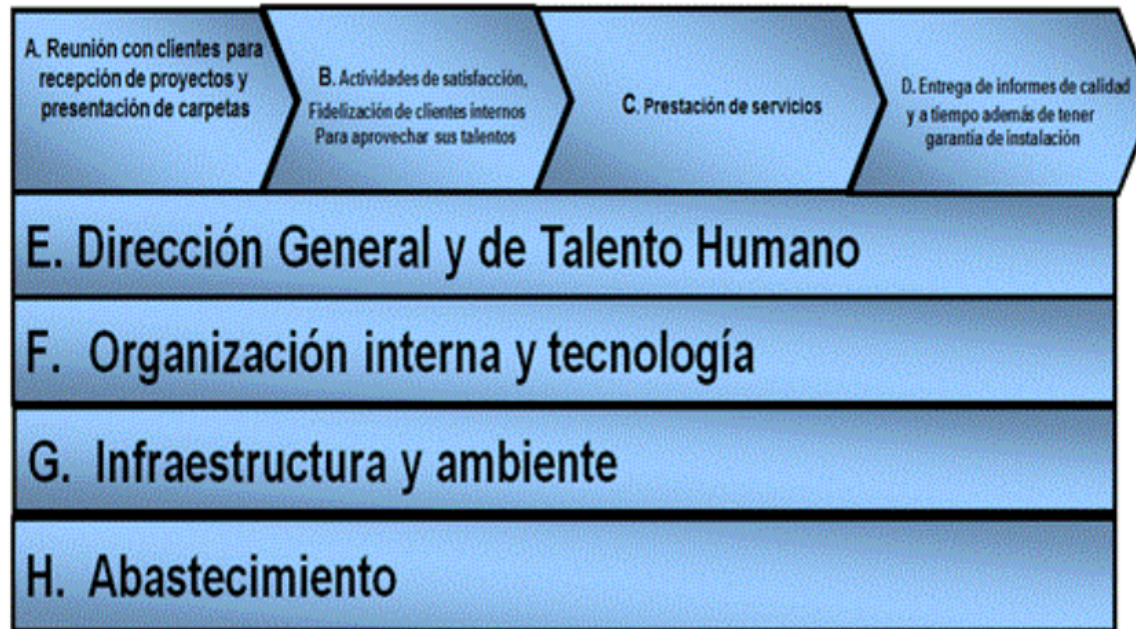 A. Reunión con clientes para
recepción de proyectos y
presentación de carpetas
B. Actividades de satisfacción,
Fidelización de clientes internos
Para aprovechar sus talentos
C. Prestación de servicios
D. Entrega de informes de calidad
y a tiempo además de tener
garantía de instalación
E. Dirección General y de Talento Humano
F. Organización interna y tecnología
G. Infraestructura y ambiente
H. Abastecimiento